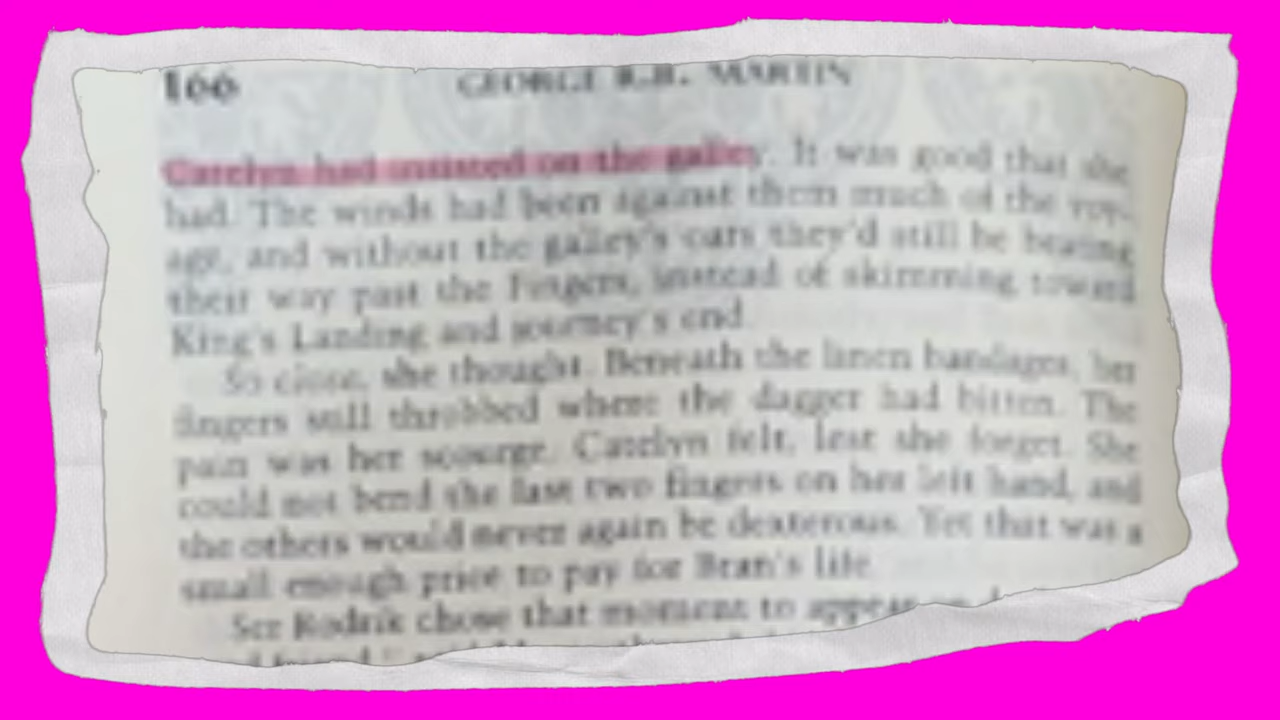 166
GEORGE R.R. MARTIN
Catelyn had insisted on the galley. It was good that she
had. The winds had been against them much of the voy-
age, and without the galley's oars they'd still be beating
their way past the Fingers, instead of skimming toward
King's Landing and journey's end.
So close, she thought. Beneath the linen bandages, her
fingers still throbbed where the dagger had bitten. The
pain was her scourge, Catelyn felt, lest she forget. She
could not bend the last two fingers on her left hand, and
the others would never again be dexterous. Yet that was a
small enough price to pay for Bran's life.
Ser Rodrik chose that moment to appear on